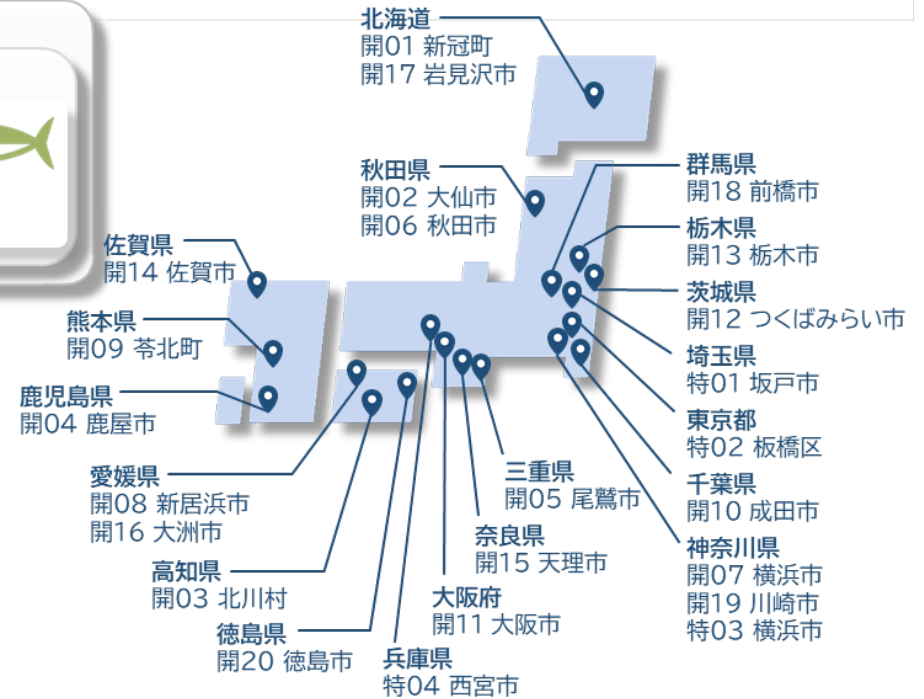 北海道
開01 新冠町
開17 岩見沢市
秋田県
開02 大仙市
開06 秋田市
群馬県
開18 前橋市
栃木県
開13 栃木市
茨城県
開12 つくばみらい市
埼玉県
特01 坂戸市
東京都
特02 板橋区
千葉県
開10 成田市
神奈川県
開07 横浜市
開19 川崎市
特03 横浜市
佐賀県
開14 佐賀市
熊本県
開09 苓北町
鹿児島県
開04 鹿屋市
愛媛県
開08 新居浜市
開16 大洲市
高知県
開03 北川村
徳島県
開20 徳島市
兵庫県
特04 西宮市
大阪府
開11 大阪市
奈良県
開15 天理市
三重県
開05 尾鷲市